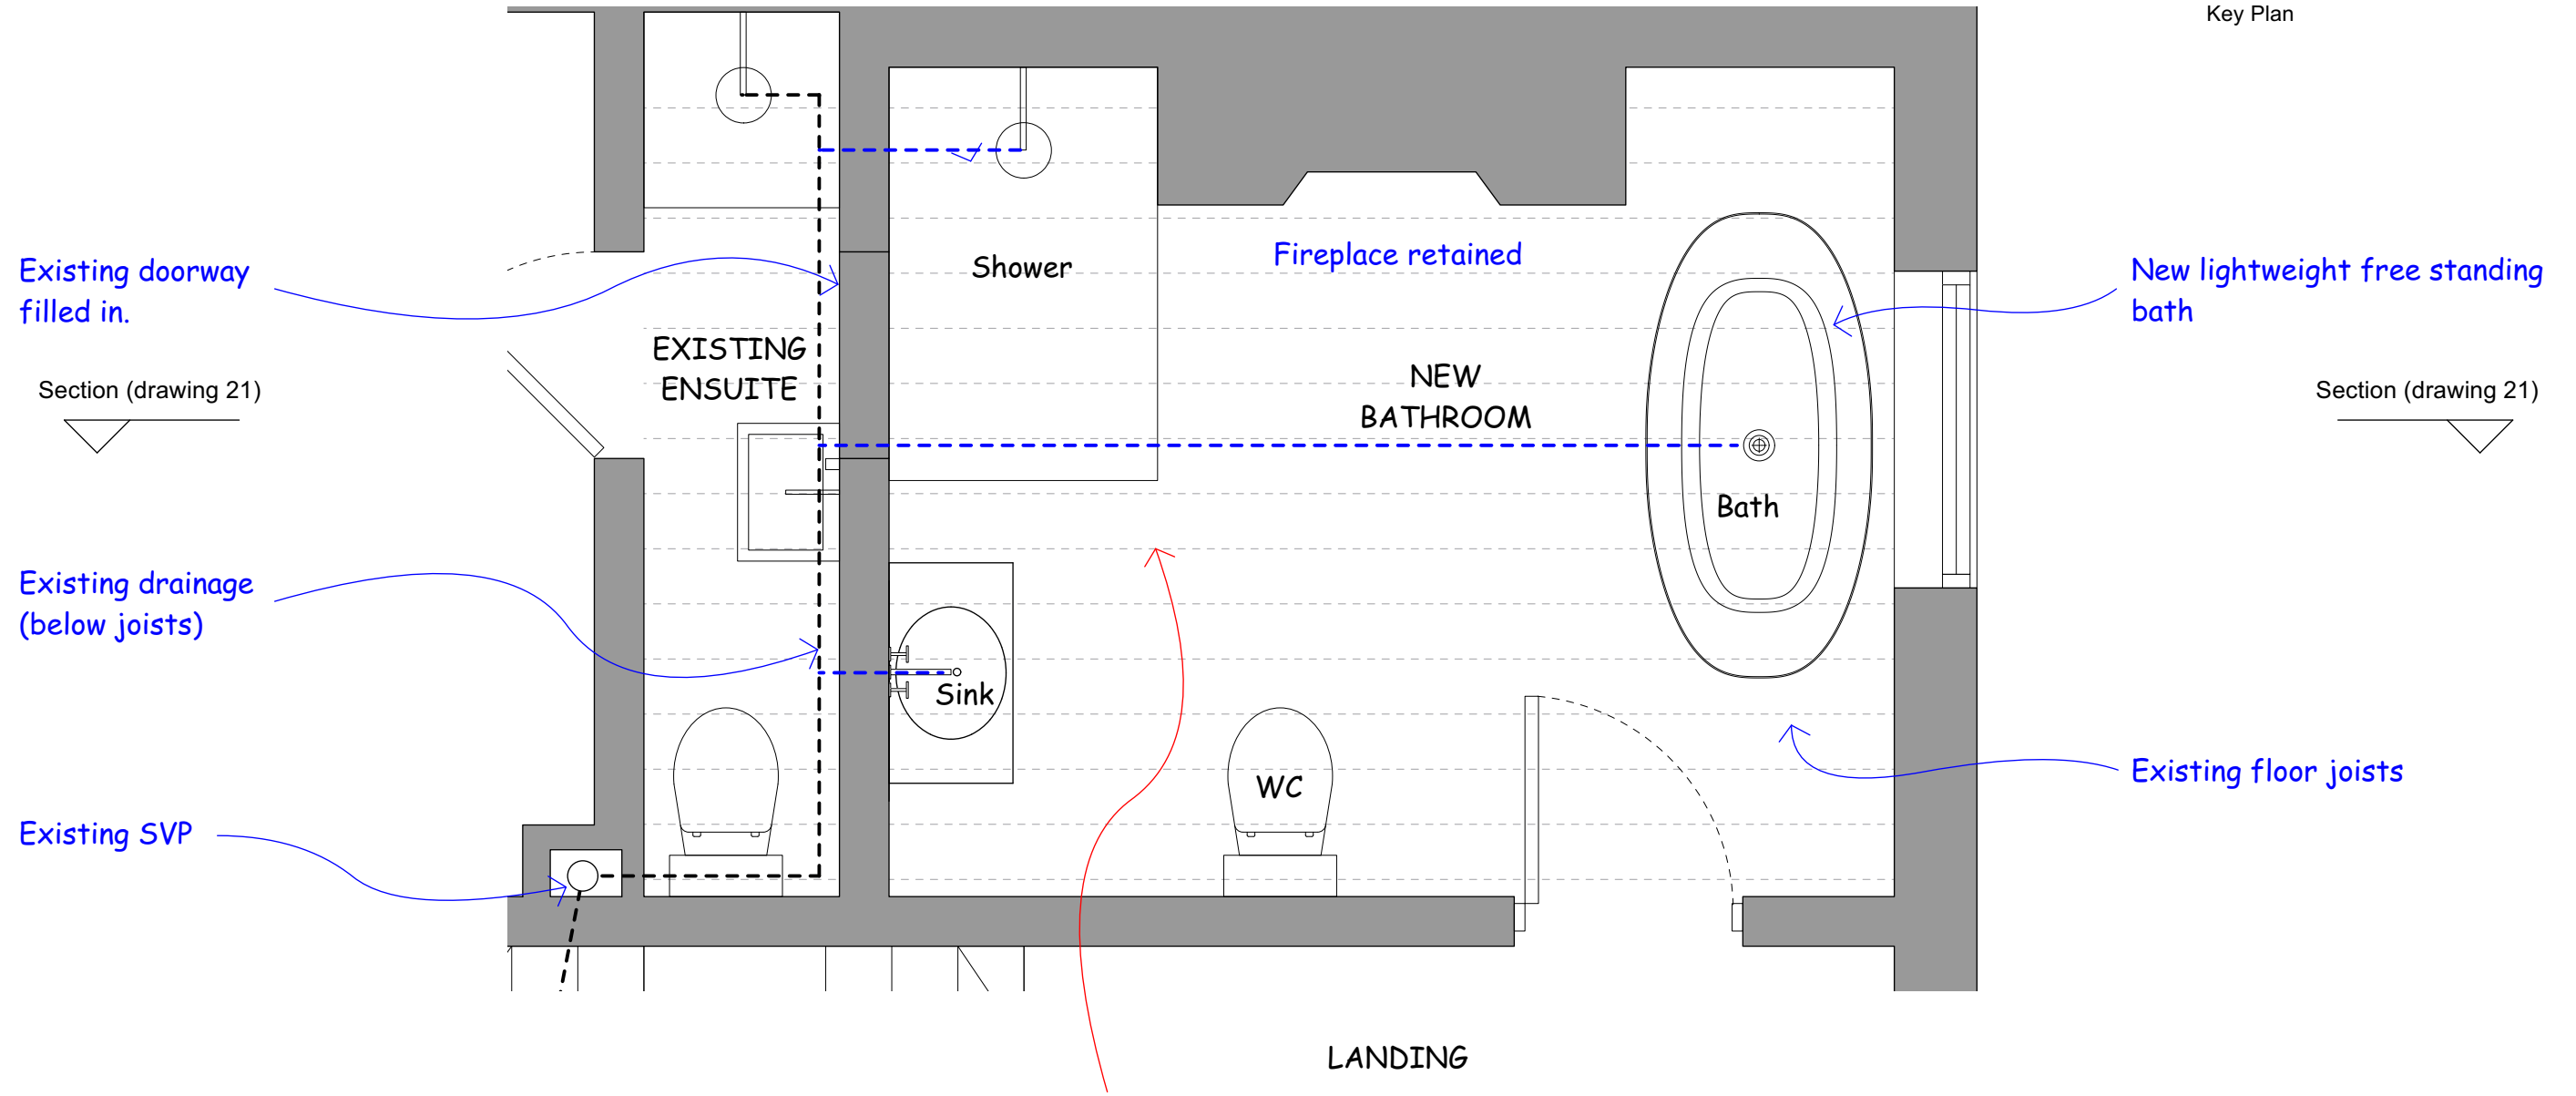 Key Plan
Existing doorway
filled in.
Shower
Fireplace retained
New lightweight free standing
bath
EXISTING
ENSUITE
NEW
BATHROOM
Section (drawing 21)
Section (drawing 21)
Bath
Existing drainage
(below joists)
Sink
WC
Existing floor joists
Existing SVP
LANDING